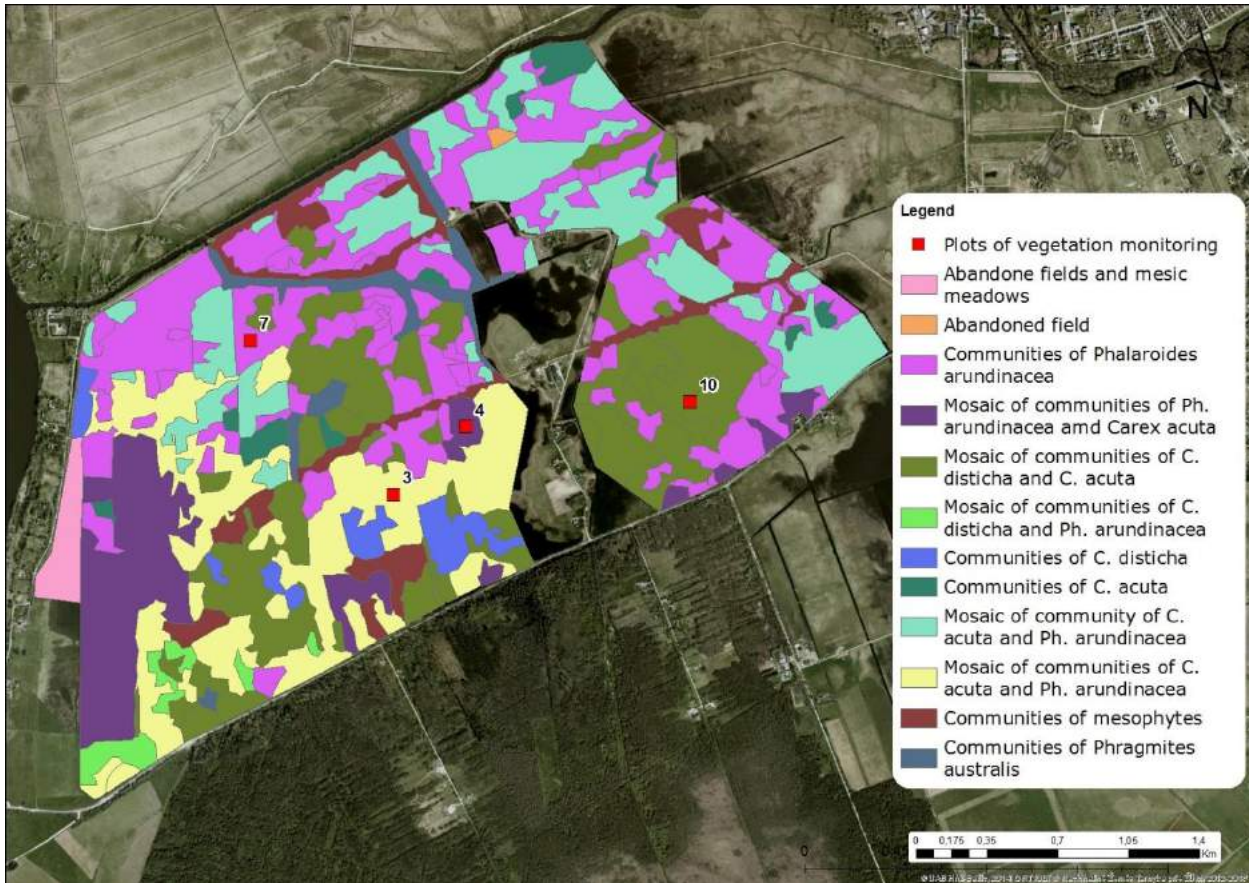 N
7
4
10
3
Legend
Plots of vegetation monitoring
Abandone fields and mesic
meadows
Abandoned field
Communities of Phalaroides
arundinacea
Mosaic of communities of Ph.
arundinacea amd Carex acuta
Mosaic of communities of C.
disticha and C. acuta
Mosaic of communities of C.
disticha and Ph. arundinacea
Communities of C. disticha
Communities of C. acuta
Mosaic of community of C.
acuta and Ph. arundinacea
Mosaic of communities of C.
acuta and Ph. arundinacea
Communities of mesophytes
Communities of Phragmites
australis
0 0,175 0,35 0,7 1,05 1,4
Km
0